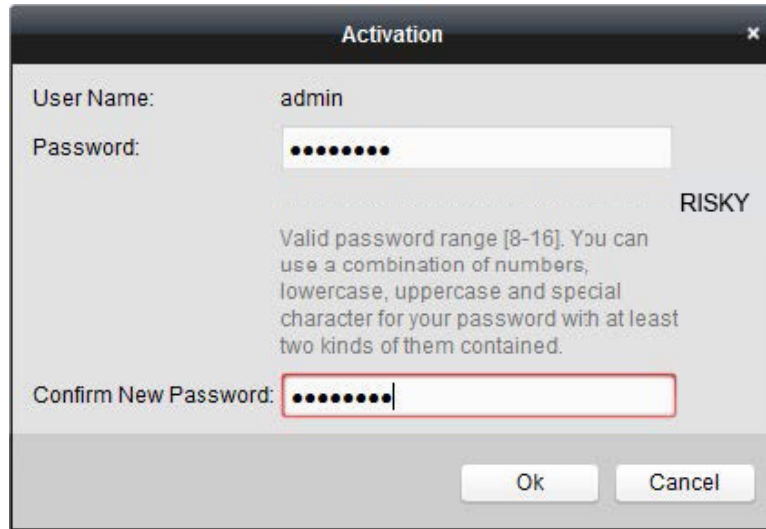 Activation
User Name: admin
Password: ••••••••
RISKY
Valid password range [8-16]. You can
use a combination of numbers,
lowercase, uppercase and special
character for your password with at least
two kinds of them contained.
Confirm New Password: ••••••••
Ok Cancel